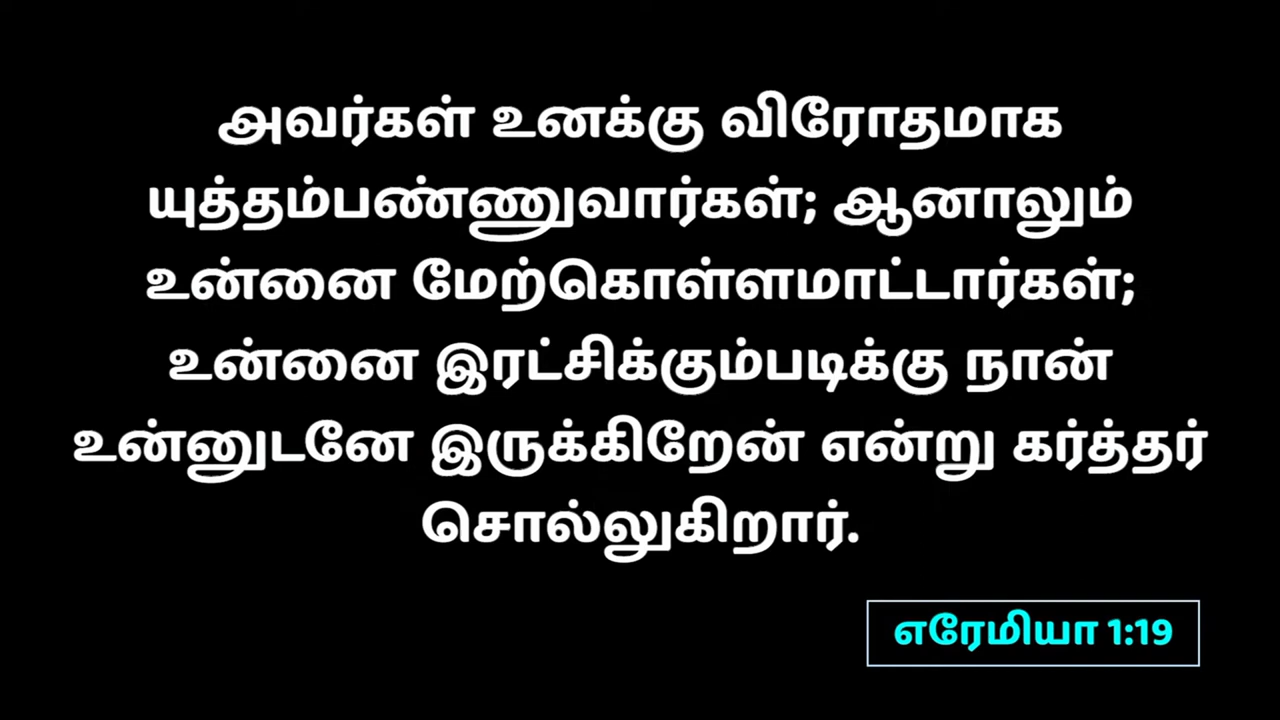 அவர்கள் உனக்கு விரோதமாக
யுத்தம்பண்ணுவார்கள்; ஆனாலும்
உன்னை மேற்கொள்ளமாட்டார்கள்;
உன்னை இரட்சிக்கும்படிக்கு நான்
உன்னுடனே இருக்கிறேன் என்று கர்த்தர்
சொல்லுகிறார்.
எரேமியா 1:19